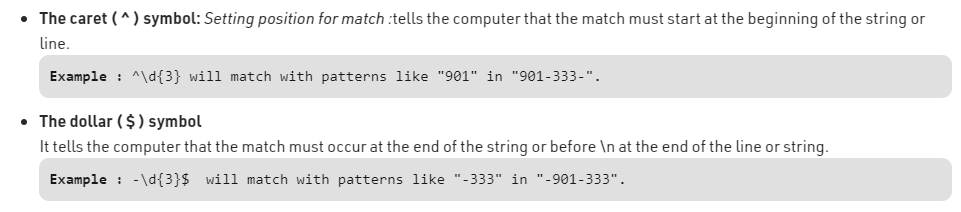 The caret ( ^ ) symbol: Setting position for match :tells the computer that the match must start at the beginning of the string or
line.
Example : ^\d{3} will match with patterns like "901" in "901-333-".
The dollar ( $ ) symbol
It tells the computer that the match must occur at the end of the string or before \n at the end of the line or string.
Example : -\d{3}$  will match with patterns like "-333" in "-901-333".